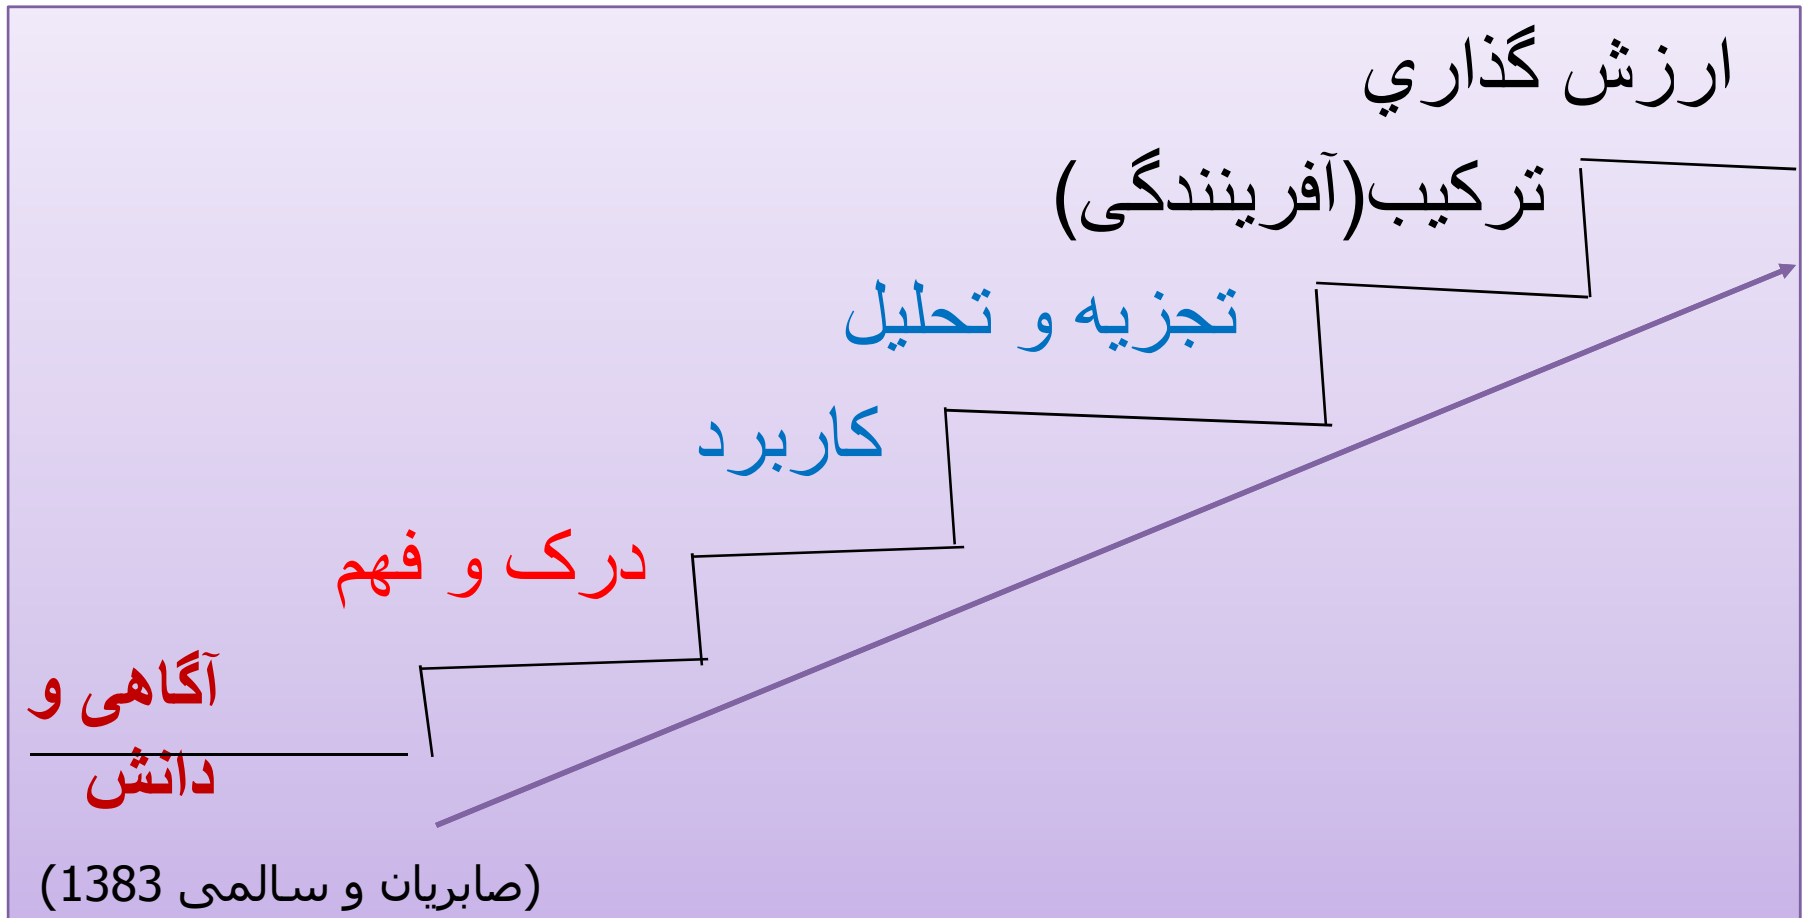 ارزش گذاري
ترکیب(آفرینندگی)
تجزیه و تحلیل
کاربرد
درک و فهم
آگاهی و
دانش
(صابریان و سالمی 1383)